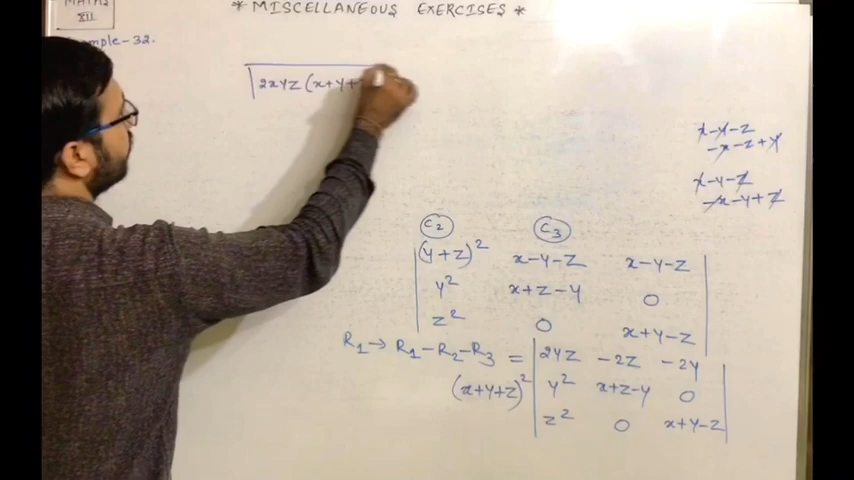 MATHS
XII
* MISCELLANEOUS EXERCISES *
mple-32.
2xyz (x+y+
x-y-z
-x-z+y
x-y-z
-x-y+z
C2 C3
(y+z)² x-y-z x-y-z
y² x+z-y 0
z² 0 x+y-z
R1→ R1-R2-R3 = 2yz -2z -2y
(x+y+z)² y² x+z-y 0
z² 0 x+y-z